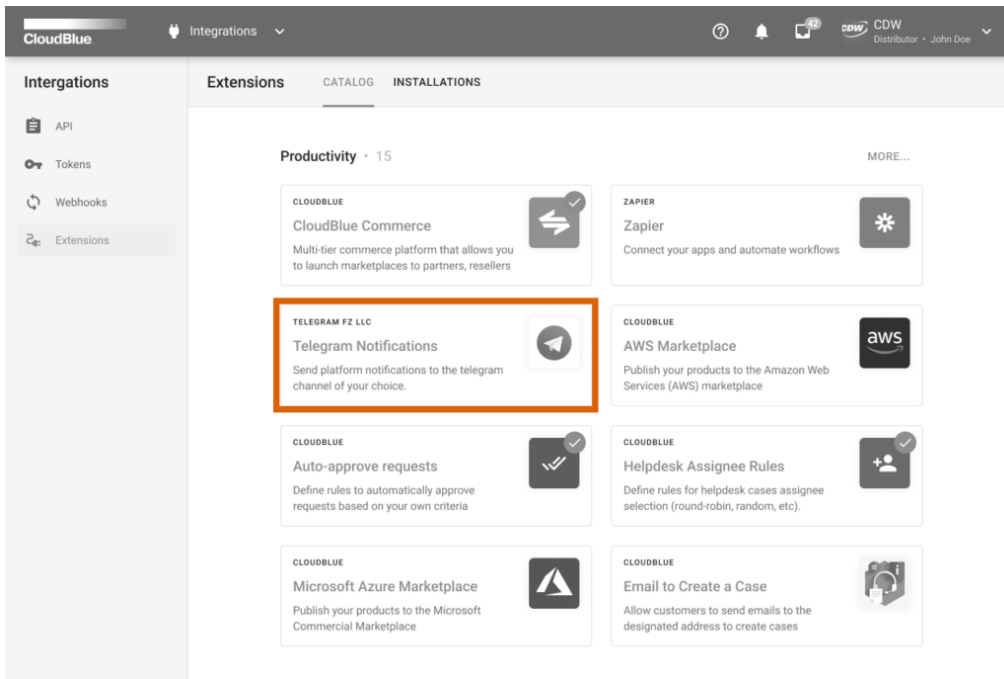 CloudBlue
Integrations
42
CDW
CDW
Distributor • John Doe
Intergations
API
Tokens
Webhooks
Extensions
Extensions
CATALOG
INSTALLATIONS
Productivity • 15
MORE...
CLOUDBLUE
CloudBlue Commerce
Multi-tier commerce platform that allows you
to launch marketplaces to partners, resellers
ZAPIER
Zapier
Connect your apps and automate workflows
TELEGRAM FZ LLC
Telegram Notifications
Send platform notifications to the telegram
channel of your choice.
CLOUDBLUE
AWS Marketplace
Publish your products to the Amazon Web
Services (AWS) marketplace
aws
CLOUDBLUE
Auto-approve requests
Define rules to automatically approve
requests based on your own criteria
CLOUDBLUE
Helpdesk Assignee Rules
Define rules for helpdesk cases assignee
selection (round-robin, random, etc).
CLOUDBLUE
Microsoft Azure Marketplace
Publish your products to the Microsoft
Commercial Marketplace
CLOUDBLUE
Email to Create a Case
Allow customers to send emails to the
designated address to create cases